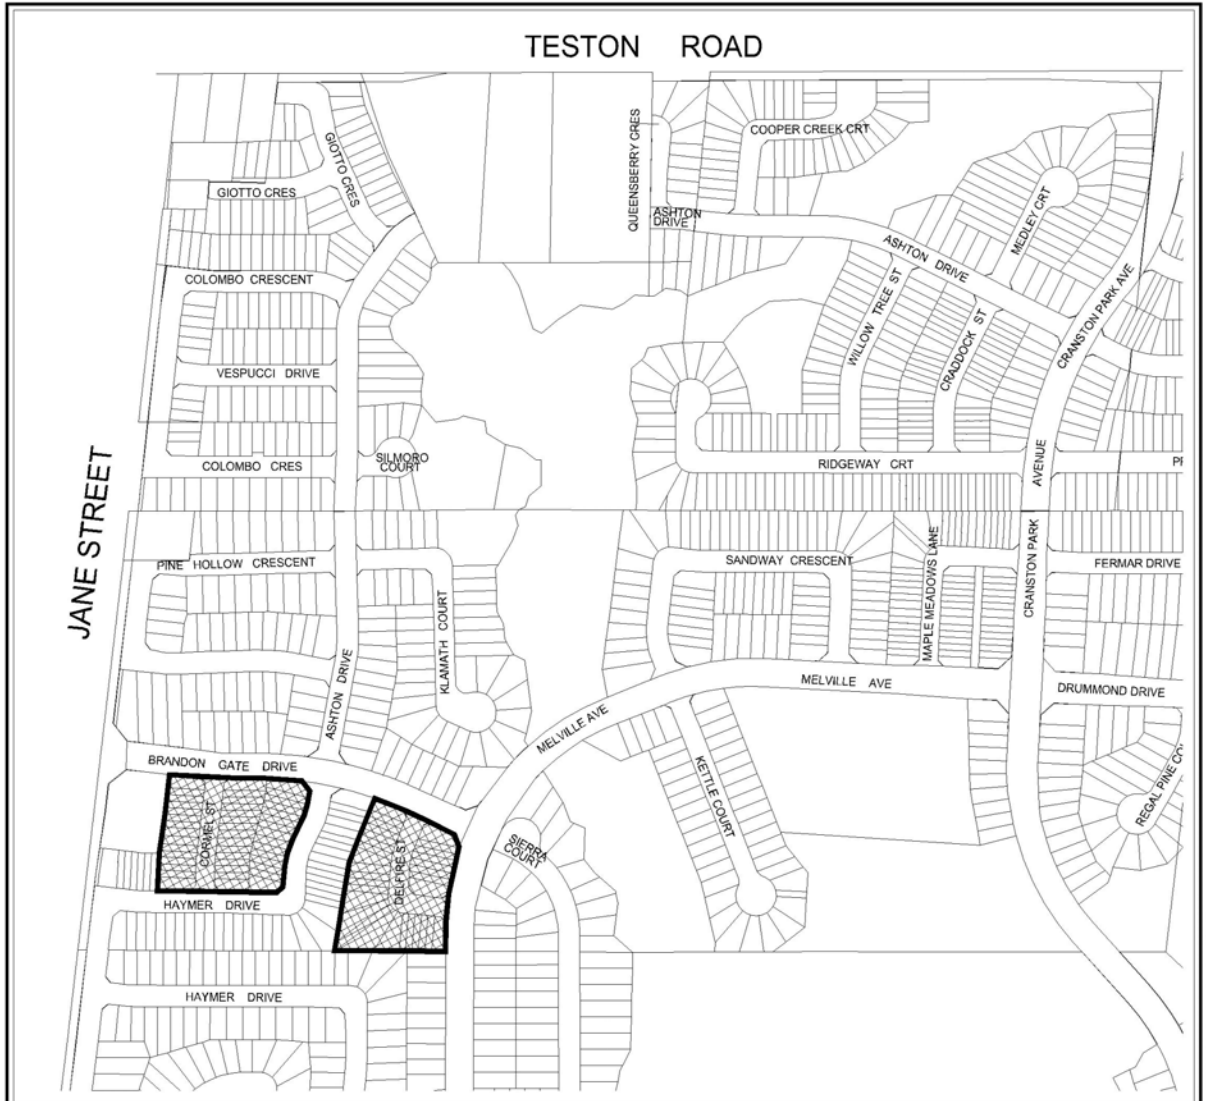 TESTON ROAD
QUEENSBERRY CRES
COOPER CREEK CRT
GIOTTO CRES
GIOTTO CRES
ASHTON
DRIVE
MEDLEY CRT
ASHTON DRIVE
COLOMBO CRESCENT
WILLOW TREE ST
CRADDOCK ST
CRANSTON PARK AVE
VESPUCCI DRIVE
SILMORO
COURT
COLOMBO CRES
RIDGEWAY CRT
AVENUE
JANE STREET
PINE HOLLOW CRESCENT
KLAMATH COURT
SANDWAY CRESCENT
MAPLE MEADOWS LANE
CRANSTON PARK
FERMAR DRIVE
ASHTON DRIVE
MELVILLE AVE
MELVILLE AVE
DRUMMOND DRIVE
BRANDON GATE DRIVE
KETTLE COURT
REGAL PINE
CORMEL ST
DELFIRE ST
SIERRA
COURT
HAYMER DRIVE
HAYMER DRIVE